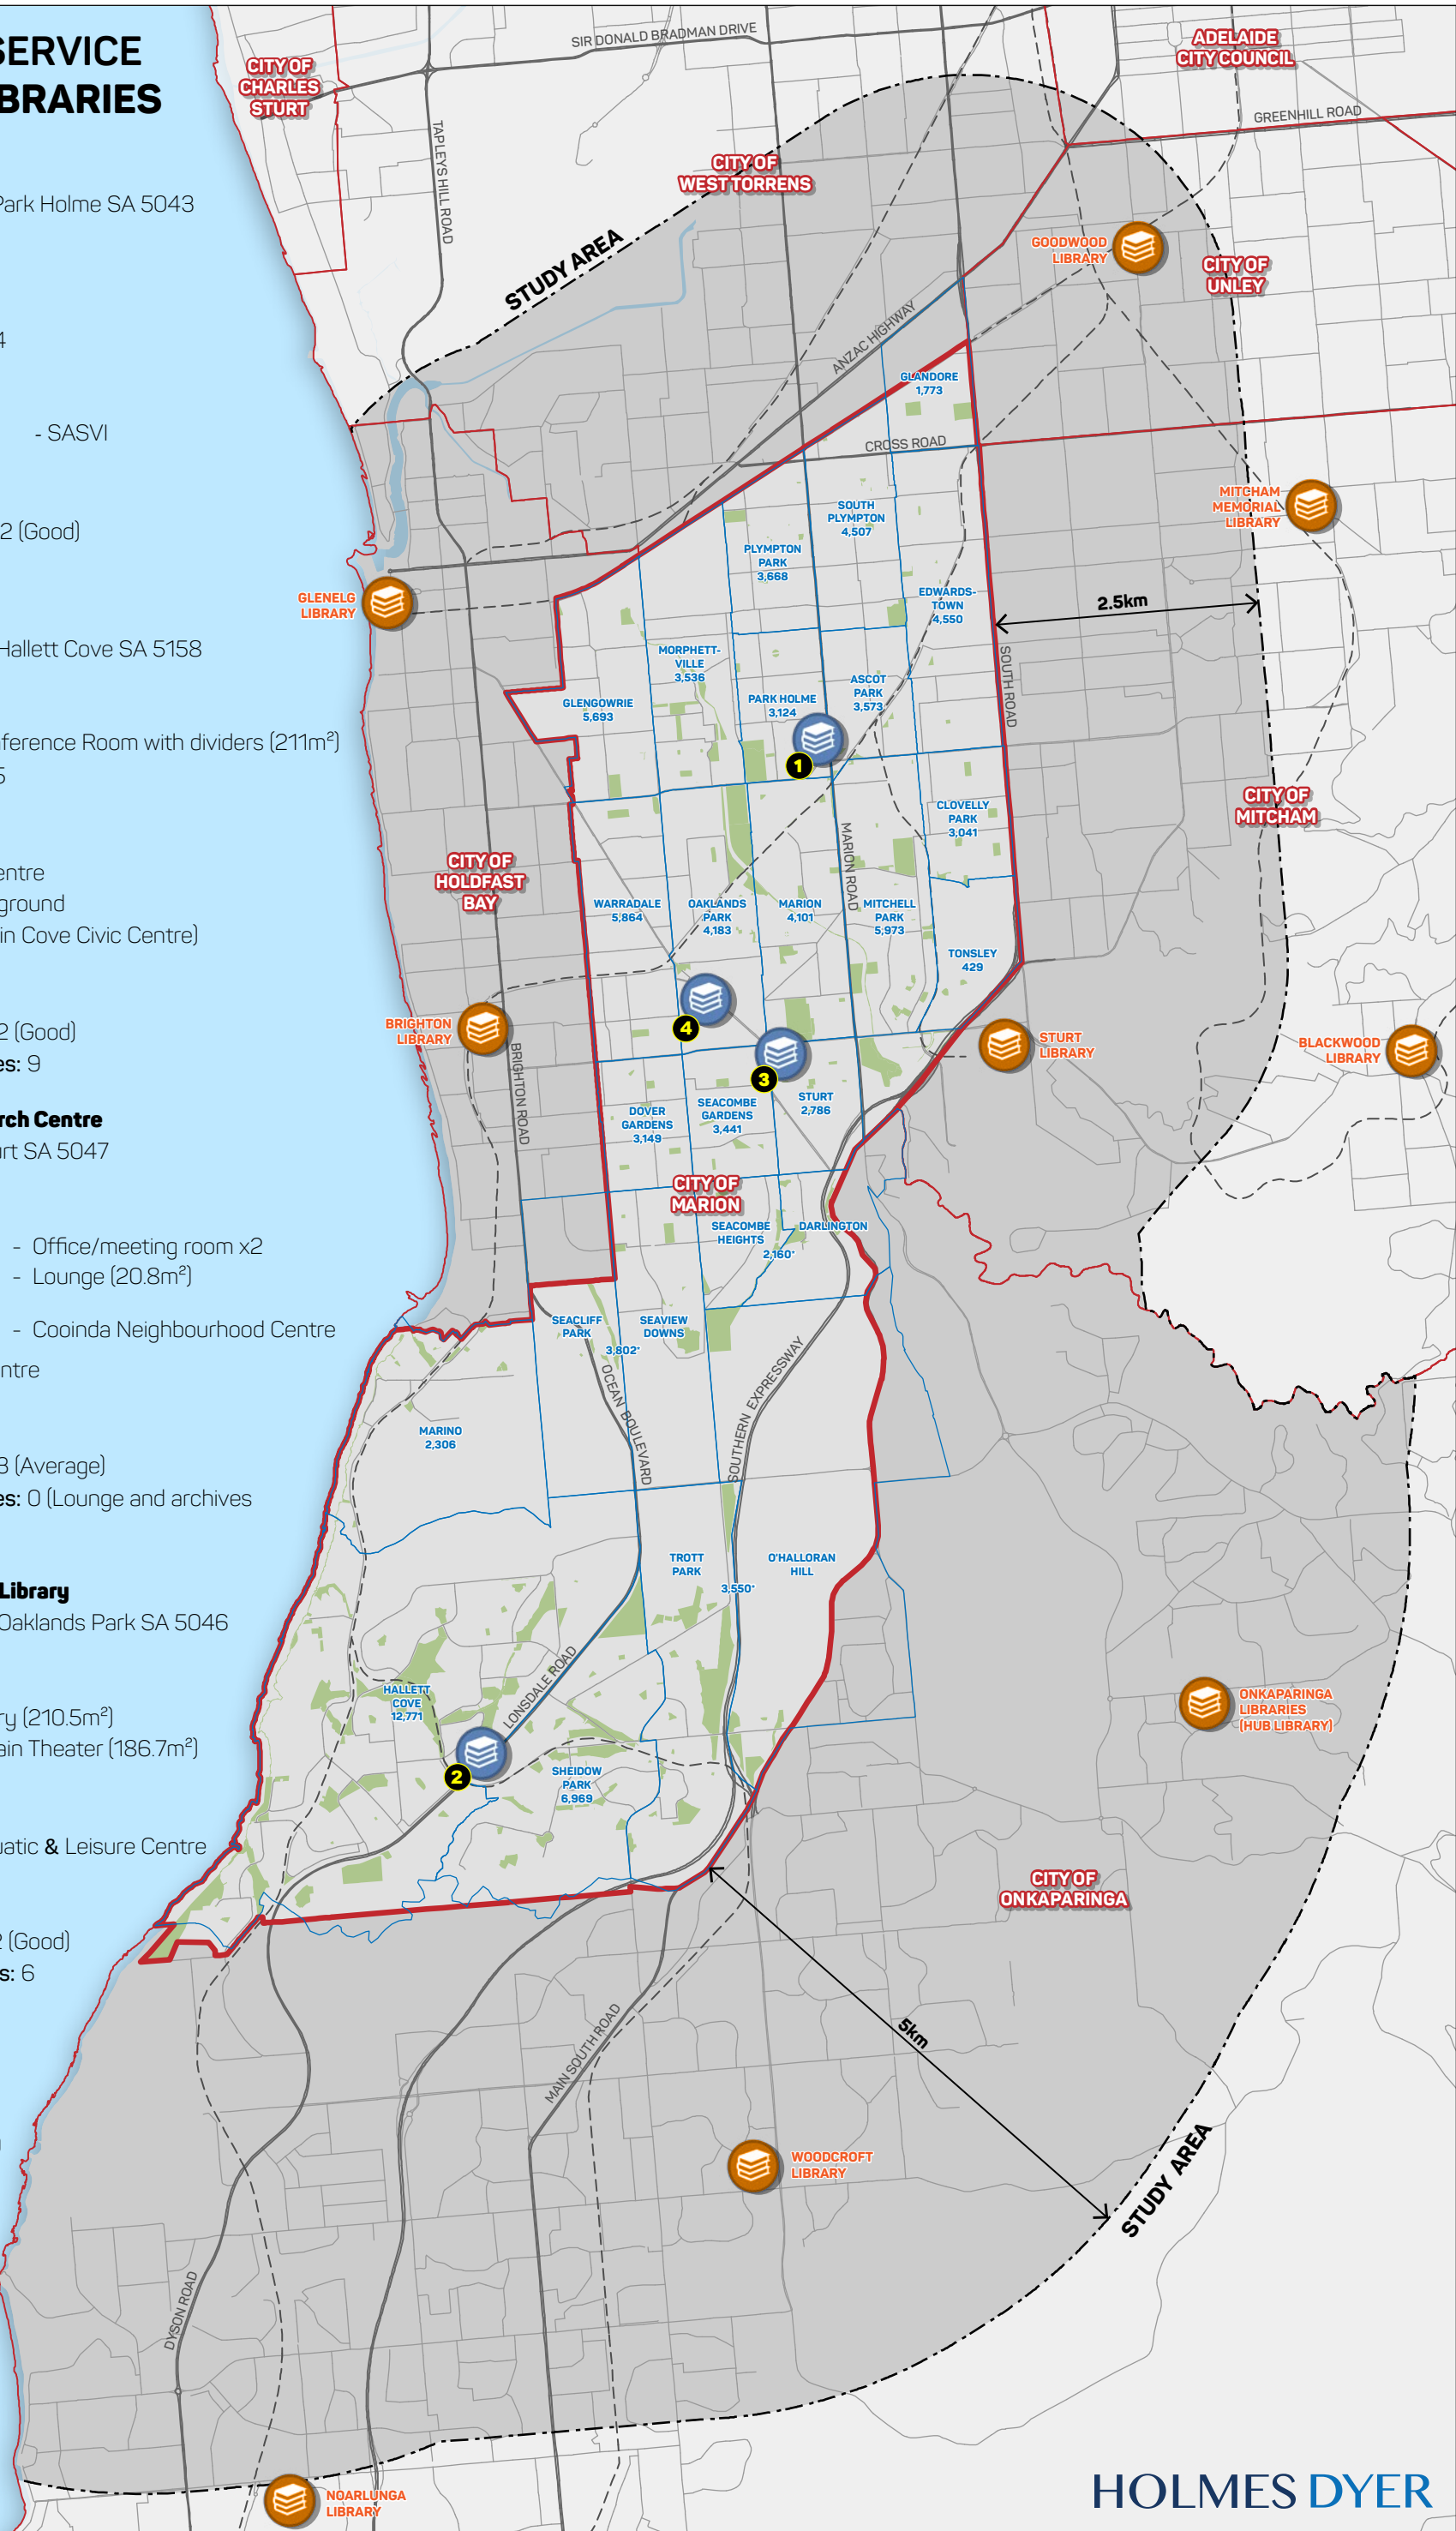 SERVICE
BRARIES
Park Holme SA 5043
4
- SASVI
2 (Good)
Hallett Cove SA 5158
ference Room with dividers (211m²)
entre
ground
in Cove Civic Centre)
2 (Good)
es: 9
rch Centre
urt SA 5047
- Office/meeting room x2
- Lounge (20.8m²)
- Cooinda Neighbourhood Centre
ntre
3 (Average)
es: 0 (Lounge and archives
Library
Oaklands Park SA 5046
ry (210.5m²)
ain Theater (186.7m²)
uatic & Leisure Centre
2 (Good)
s: 6
CITY OF
CHARLES
STURT
SIR DONALD BRADMAN DRIVE
ADELAIDE
CITY COUNCIL
GREENHILL ROAD
TAPLEYS HILL ROAD
CITY OF
WEST TORRENS
STUDY AREA
GOODWOOD
LIBRARY
CITY OF
UNLEY
ANZAC HIGHWAY
GLANDORE
1,773
CROSS ROAD
MITCHAM
MEMORIAL
LIBRARY
SOUTH
PLYMPTON
4,507
PLYMPTON
PARK
3,668
EDWARDS-
TOWN
4,550
GLENELG
LIBRARY
2.5km
MORPHETT-
VILLE
3,536
SOUTH ROAD
GLENGOWRIE
5,693
PARK HOLME
3,124
ASCOT
PARK
3,573
1
CITY OF
MITCHAM
CLOVELLY
PARK
3,041
MARION ROAD
CITY OF
HOLDFAST
BAY
WARRADALE
5,864
OAKLANDS
PARK
4,183
MARION
4,101
MITCHELL
PARK
5,973
TONSLEY
429
BRIGHTON
LIBRARY
4
STURT
LIBRARY
BLACKWOOD
LIBRARY
BRIGHTON ROAD
3
DOVER
GARDENS
3,149
SEACOMBE
GARDENS
3,441
STURT
2,786
CITY OF
MARION
SEACOMBE
HEIGHTS
DARLINGTON
2,160*
SEACLIFF
PARK
SEAVIEW
DOWNS
3,802*
OCEAN BOULEVARD
SOUTHERN EXPRESSWAY
MARINO
2,306
TROTT
PARK
O'HALLORAN
HILL
3,550*
HALLETT
COVE
12,771
LONSDALE ROAD
ONKAPARINGA
LIBRARIES
(HUB LIBRARY)
2
SHEIDOW
PARK
6,969
CITY OF
ONKAPARINGA
5km
MAIN SOUTH ROAD
WOODCROFT
LIBRARY
STUDY AREA
DYSON ROAD
NOARLUNGA
LIBRARY
HOLMES DYER